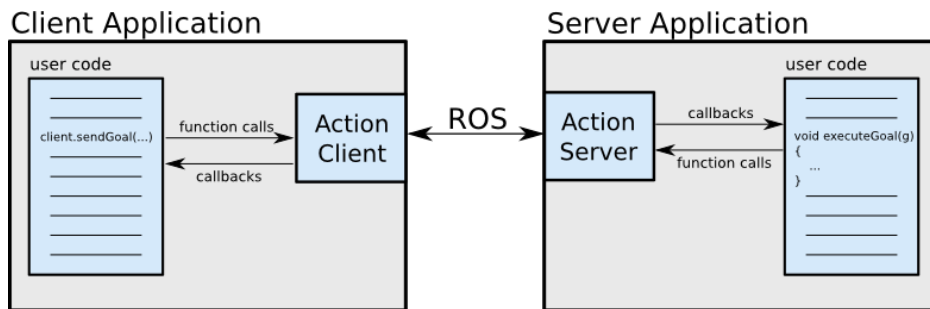 Client Application
user code
client.sendGoal(...)
function calls
callbacks
Action
Client
ROS
Server Application
Action
Server
callbacks
function calls
user code
void executeGoal(g)
{
...
}